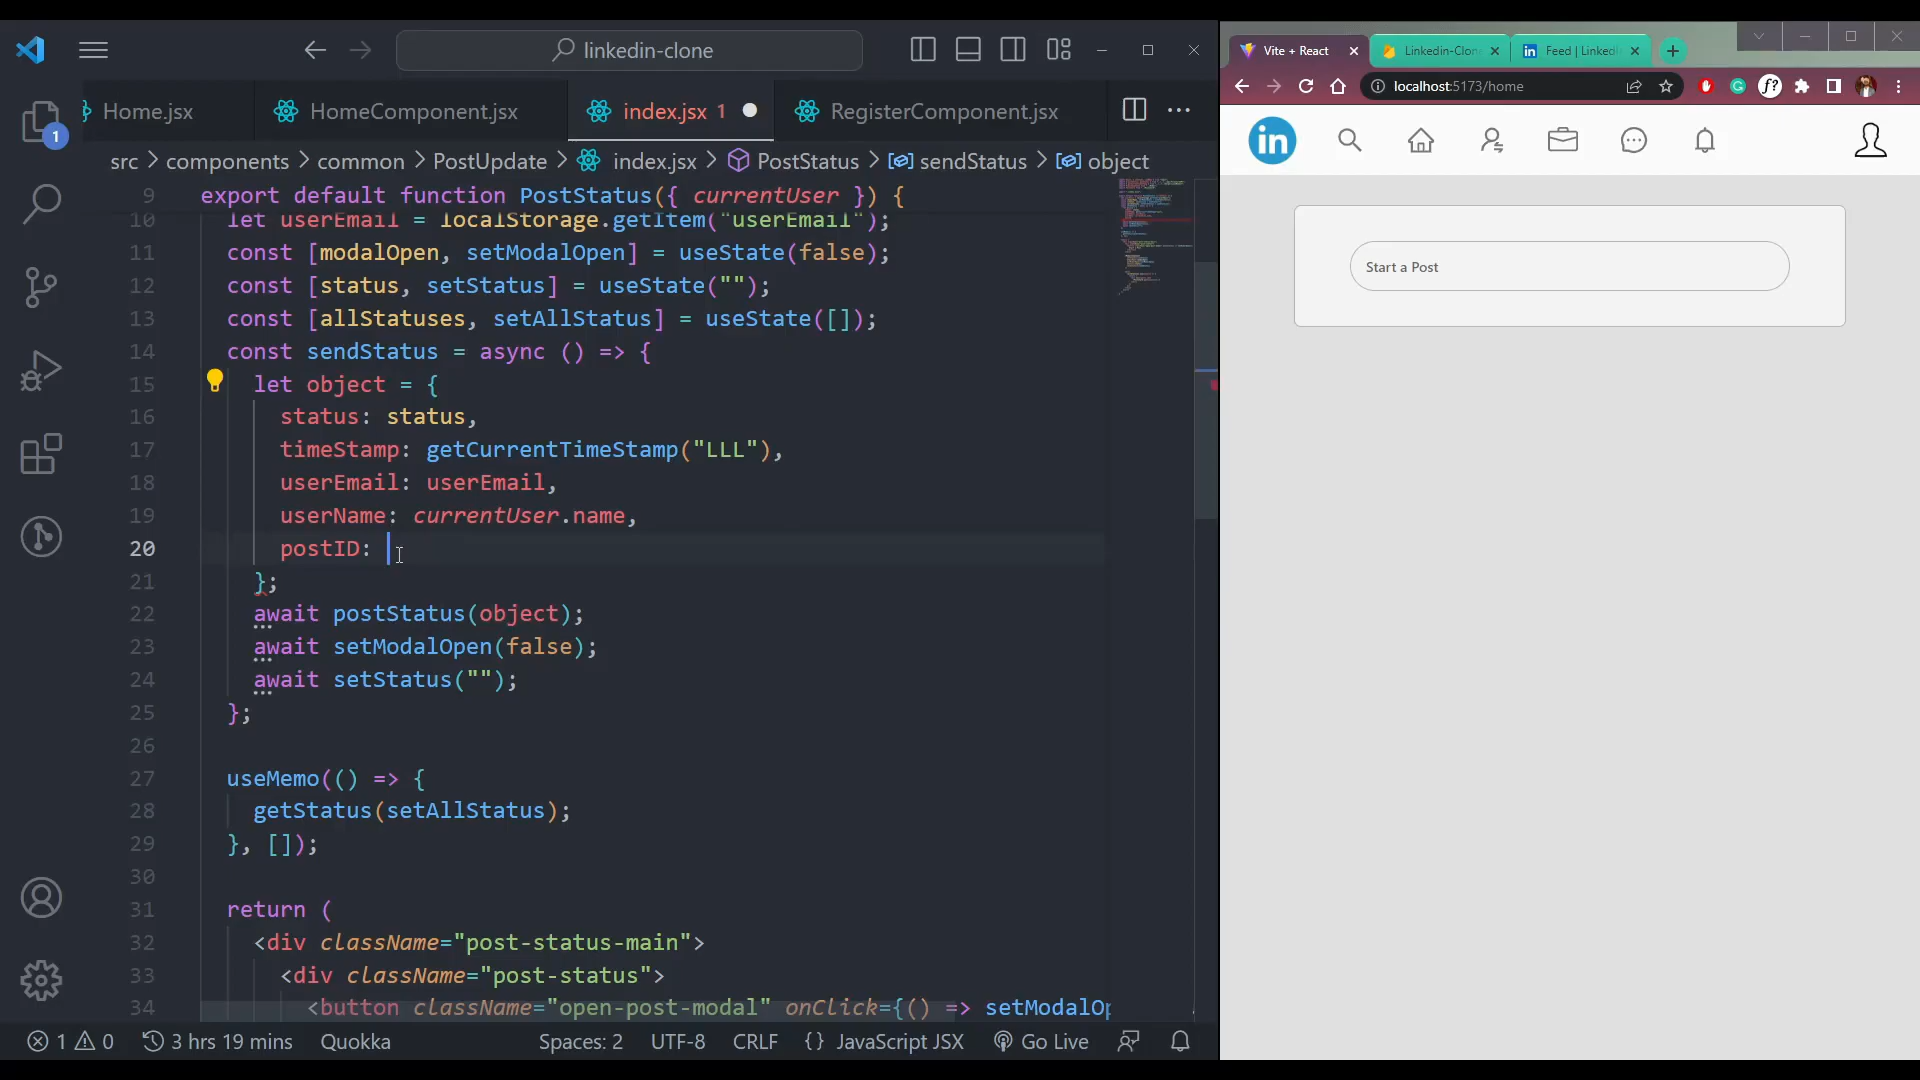 linkedin-clone
Home.jsx
HomeComponent.jsx
index.jsx 1
RegisterComponent.jsx
src > components > common > PostUpdate > index.jsx > PostStatus > sendStatus > object
9 export default function PostStatus({ currentUser }) {
10 let userEmail = localStorage.getItem("userEmail");
11 const [modalOpen, setModalOpen] = useState(false);
12 const [status, setStatus] = useState("");
13 const [allStatuses, setAllStatus] = useState([]);
14 const sendStatus = async () => {
15 let object = {
16 status: status,
17 timeStamp: getCurrentTimeStamp("LLL"),
18 userEmail: userEmail,
19 userName: currentUser.name,
20 postID:
21 };
22 await postStatus(object);
23 await setModalOpen(false);
24 await setStatus("");
25 };
26
27 useMemo(() => {
28 getStatus(setAllStatus);
29 }, []);
30
31 return (
32 <div className="post-status-main">
33 <div className="post-status">
34 <button className="open-post-modal" onClick={() => setModalOp
1
1 0
3 hrs 19 mins
Quokka
Spaces: 2
UTF-8
CRLF
{} JavaScript JSX
Go Live
Vite + React
Linkedin-Clon
Feed | Linked
localhost:5173/home
f?
in
Start a Post